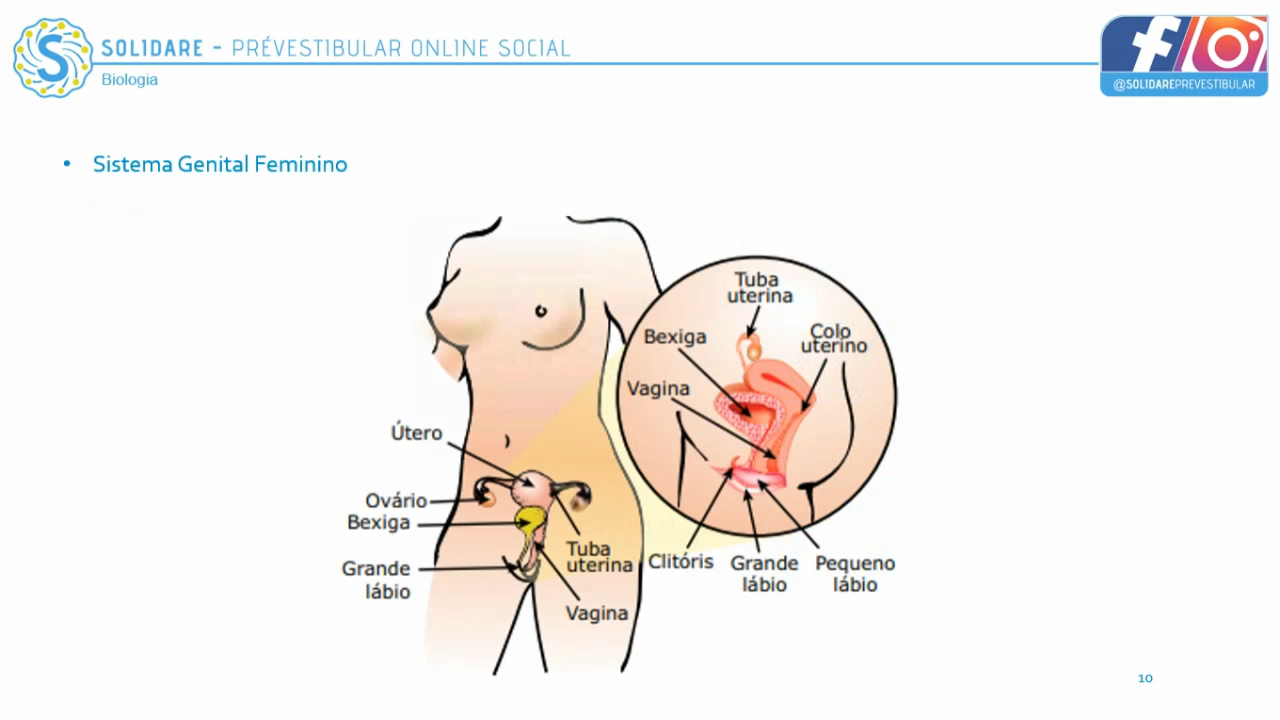 SOLIDARE - PRÉVESTIBULAR ONLINE SOCIAL
Biologia
@SOLIDAREPREVESTIBULAR
• Sistema Genital Feminino
Tuba
uterina
Bexiga
Colo
uterino
Vagina
Útero
Ovário
Bexiga
Grande
lábio
Tuba
uterina
Vagina
Clitóris
Grande
lábio
Pequeno
lábio
10